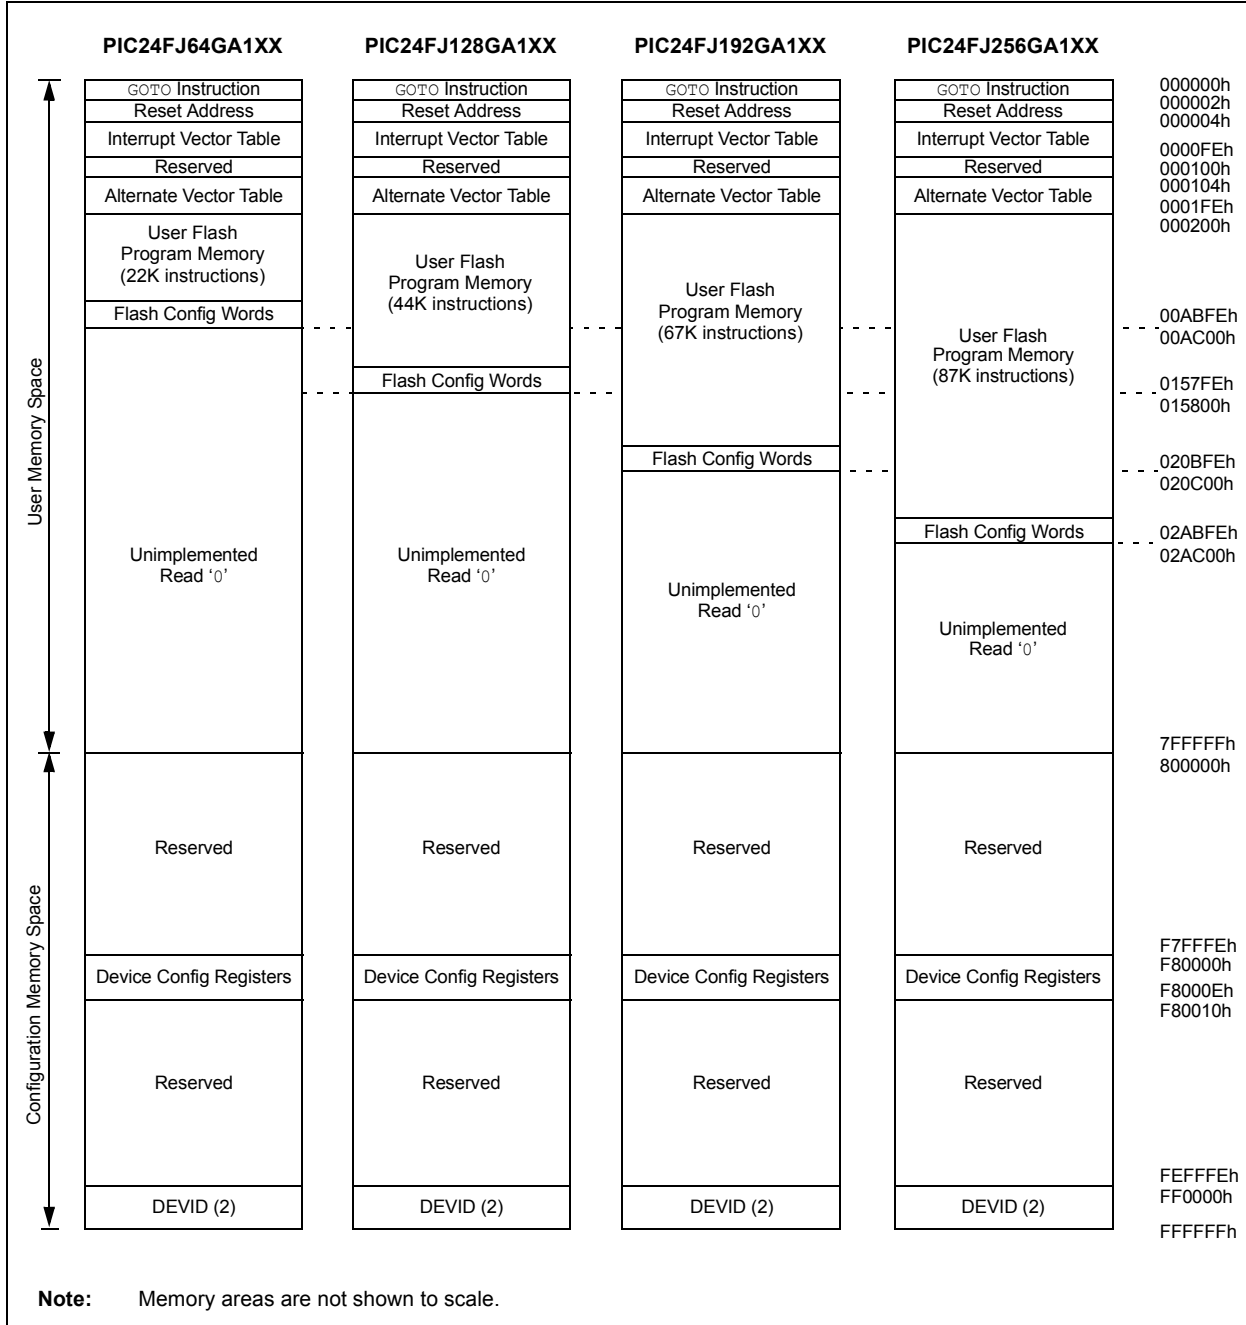 PIC24FJ64GA1XX PIC24FJ128GA1XX PIC24FJ192GA1XX PIC24FJ256GA1XX
GOTO Instruction GOTO Instruction GOTO Instruction GOTO Instruction 000000h
Reset Address Reset Address Reset Address Reset Address 000002h
000004h
Interrupt Vector Table Interrupt Vector Table Interrupt Vector Table Interrupt Vector Table
0000FEh
Reserved Reserved Reserved Reserved 000100h
000104h
Alternate Vector Table Alternate Vector Table Alternate Vector Table Alternate Vector Table
0001FEh
000200h
User Flash
Program Memory
(22K instructions)
User Flash
Program Memory
(44K instructions)
User Flash
Program Memory
(67K instructions)
User Flash
Program Memory
(87K instructions)
Flash Config Words 00ABFEh
00AC00h
Flash Config Words 0157FEh
015800h
Flash Config Words 020BFEh
020C00h
Flash Config Words 02ABFEh
02AC00h
User Memory Space
Unimplemented
Read ‘0’
Unimplemented
Read ‘0’
Unimplemented
Read ‘0’
Unimplemented
Read ‘0’
7FFFFFh
800000h
Configuration Memory Space
Reserved Reserved Reserved Reserved
F7FFFEh
F80000h
Device Config Registers Device Config Registers Device Config Registers Device Config Registers
F8000Eh
F80010h
Reserved Reserved Reserved Reserved
FEFFFEh
FF0000h
DEVID (2) DEVID (2) DEVID (2) DEVID (2)
FFFFFFh
Note: Memory areas are not shown to scale.